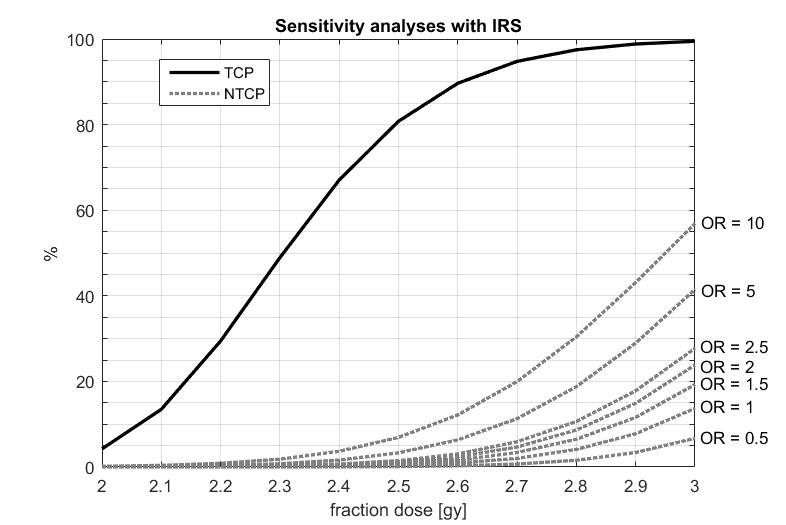 Sensitivity analyses with IRS
100
80
60
40
20
0
%
TCP
NTCP
OR = 10
OR = 5
OR = 2.5
OR = 2
OR = 1.5
OR = 1
OR = 0.5
2 2.1 2.2 2.3 2.4 2.5 2.6 2.7 2.8 2.9 3
fraction dose [gy]